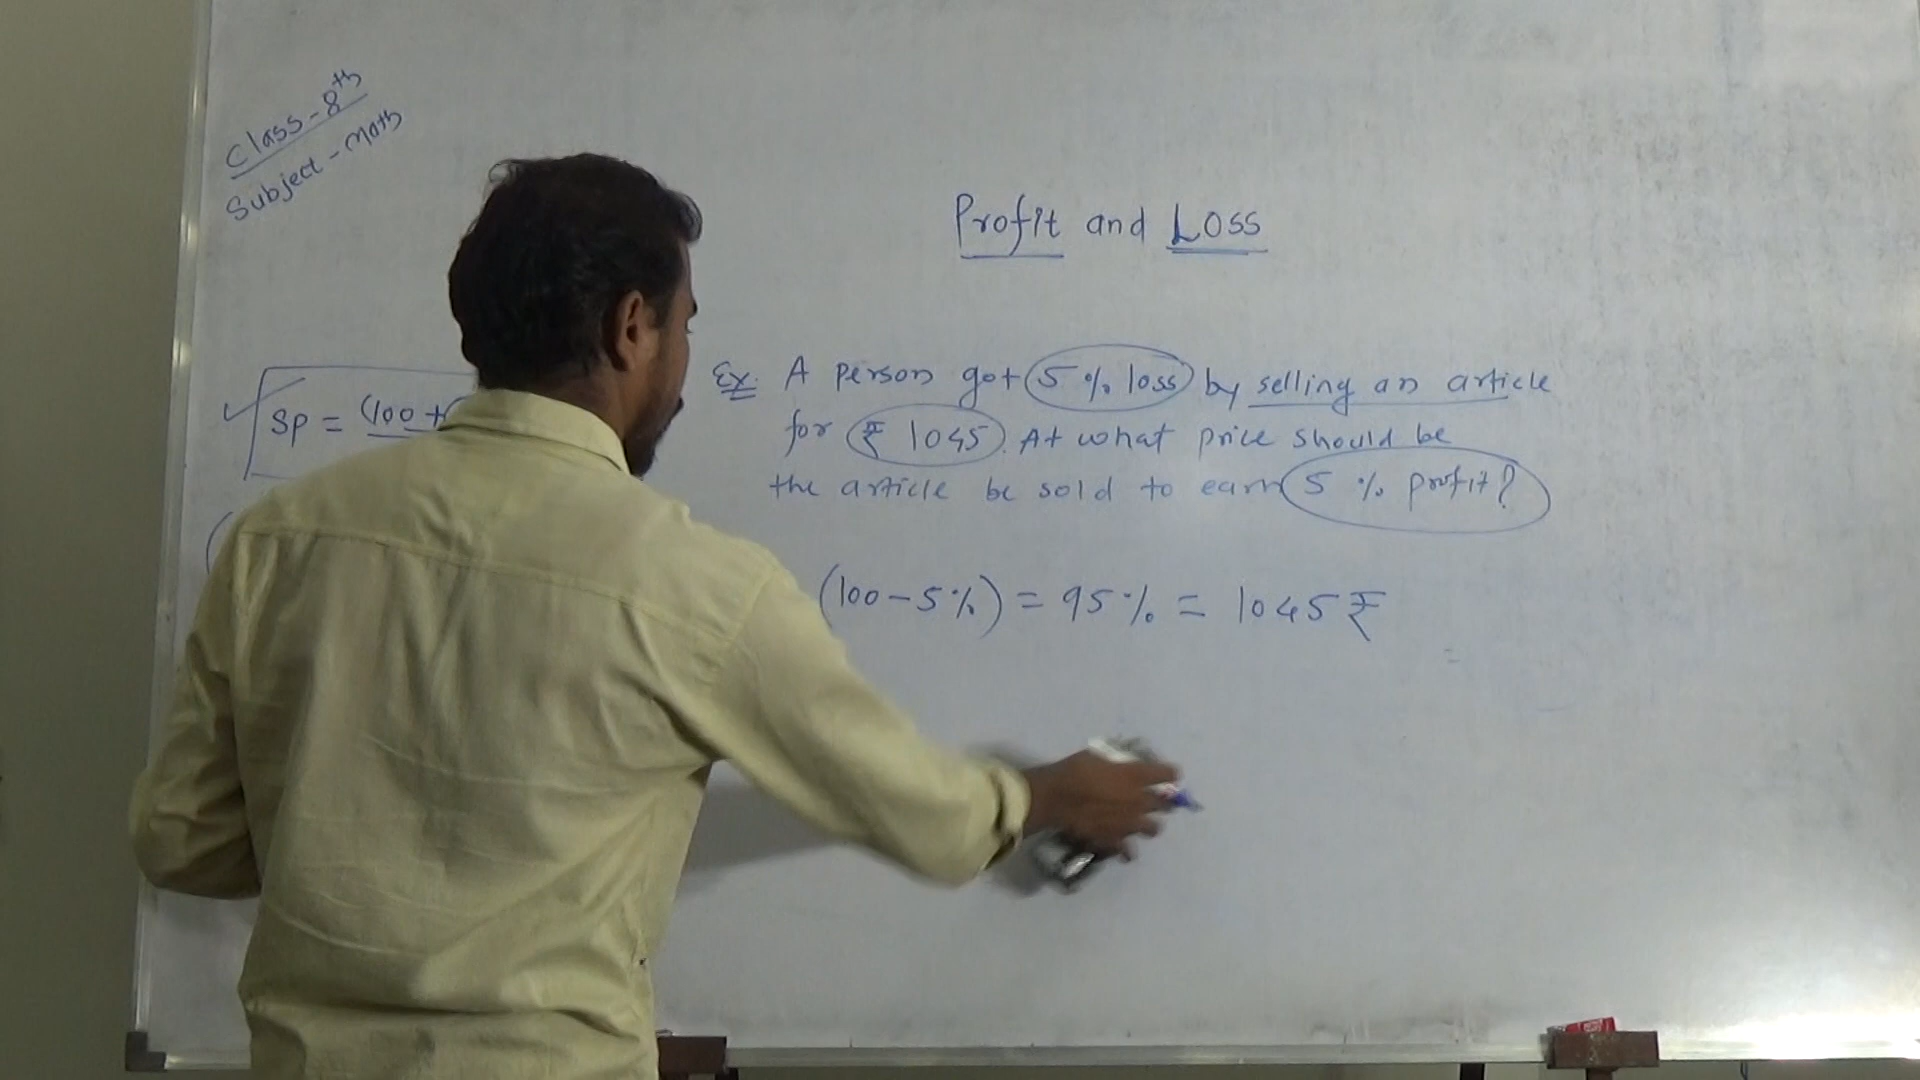 Class-8th
Subject-Math
Profit and Loss
SP = (100 +
Ex: A person got 5 % loss by selling an article
for ₹ 1045. At what price should be
the article be sold to earn 5 % profit?
(100-5%) = 95% = 1045 ₹